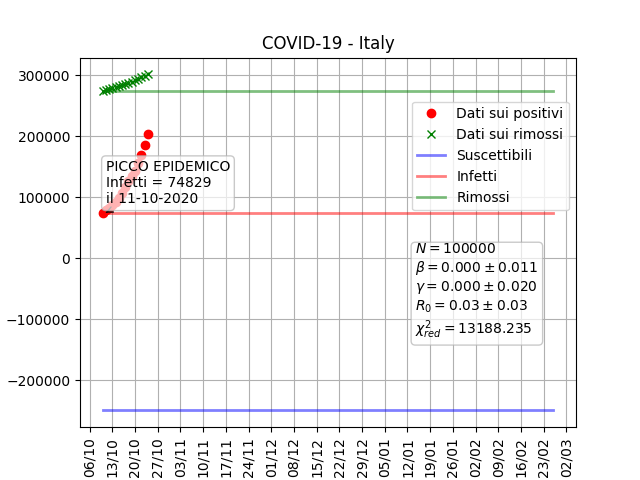 COVID-19 - Italy
300000
200000
100000
0
−100000
−200000
Dati sui positivi
Dati sui rimossi
Suscettibili
Infetti
Rimossi
PICCO EPIDEMICO
Infetti = 74829
il 11-10-2020
N = 100000
β = 0.000 ± 0.011
γ = 0.000 ± 0.020
R₀ = 0.03 ± 0.03
χ²red = 13188.235
06/10
13/10
20/10
27/10
03/11
10/11
17/11
24/11
01/12
08/12
15/12
22/12
29/12
05/01
12/01
19/01
26/01
02/02
09/02
16/02
23/02
02/03